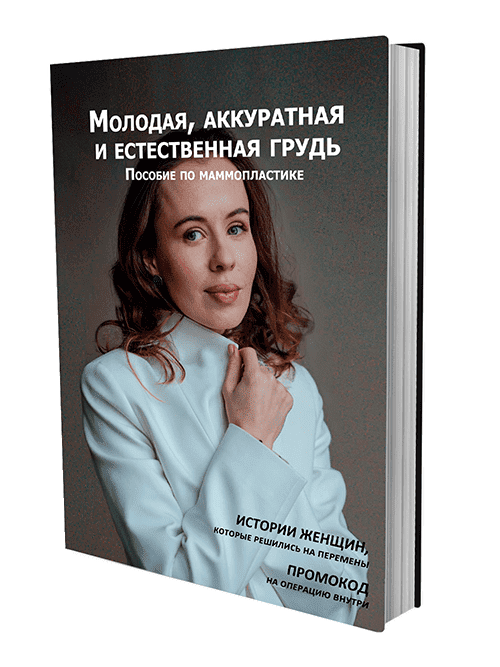 Молодая, аккуратная
и естественная грудь
Пособие по маммопластике
ИСТОРИИ ЖЕНЩИН,
КОТОРЫЕ РЕШИЛИСЬ НА ПЕРЕМЕНЫ
ПРОМОКОД
НА ОПЕРАЦИЮ ВНУТРИ